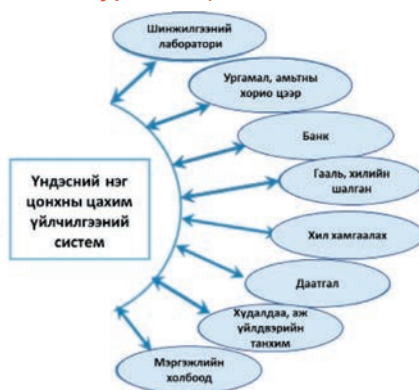 Шинжилгээний
лаборатори
Ургамал, амьтны
хорио цээр
Банк
Гааль, хилийн
шалган
Үндэсний нэг
цонхны цахим
үйлчилгээний
систем
Хил хамгаалах
Даатгал
Худалдаа, аж
үйлдвэрийн
танхим
Мэргэжлийн
холбоод